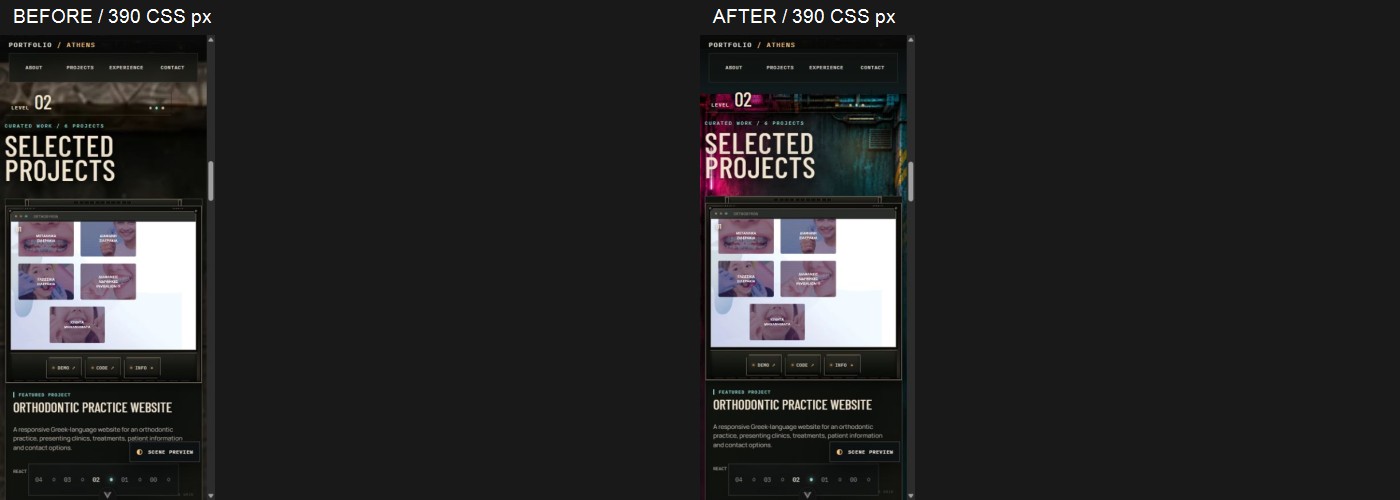 BEFORE / 390 CSS px
PORTFOLIO / ATHENS
ABOUT PROJECTS EXPERIENCE CONTACT
LEVEL 02
CURATED WORK / 6 PROJECTS
SELECTED
PROJECTS
DEMO ↗ CODE ↗ INFO
FEATURED PROJECT
ORTHODONTIC PRACTICE WEBSITE
A responsive Greek-language website for an orthodontic
practice, presenting clinics, treatments, patient information
and contact options.
SCENE PREVIEW
REACT
04 03 02 01 00
AFTER / 390 CSS px
PORTFOLIO / ATHENS
ABOUT PROJECTS EXPERIENCE CONTACT
LEVEL 02
CURATED WORK / 6 PROJECTS
SELECTED
PROJECTS
DEMO ↗ CODE ↗ INFO
FEATURED PROJECT
ORTHODONTIC PRACTICE WEBSITE
A responsive Greek-language website for an orthodontic
practice, presenting clinics, treatments, patient information
and contact options.
SCENE PREVIEW
REACT
04 03 02 01 00